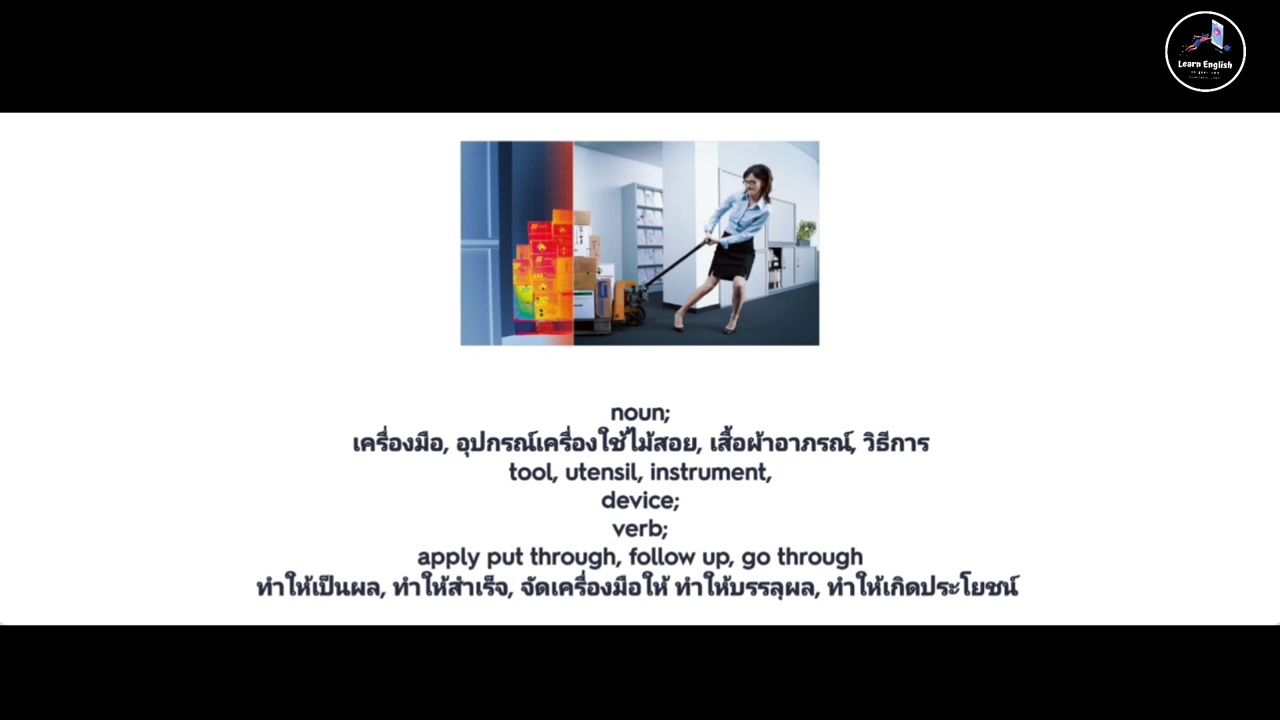 Learn English
noun;
เครื่องมือ, อุปกรณ์เครื่องใช้ไม้สอย, เสื้อผ้าอาภรณ์, วิธีการ
tool, utensil, instrument,
device;
verb;
apply put through, follow up, go through
ทำให้เป็นผล, ทำให้สำเร็จ, จัดเครื่องมือให้ ทำให้บรรลุผล, ทำให้เกิดประโยชน์